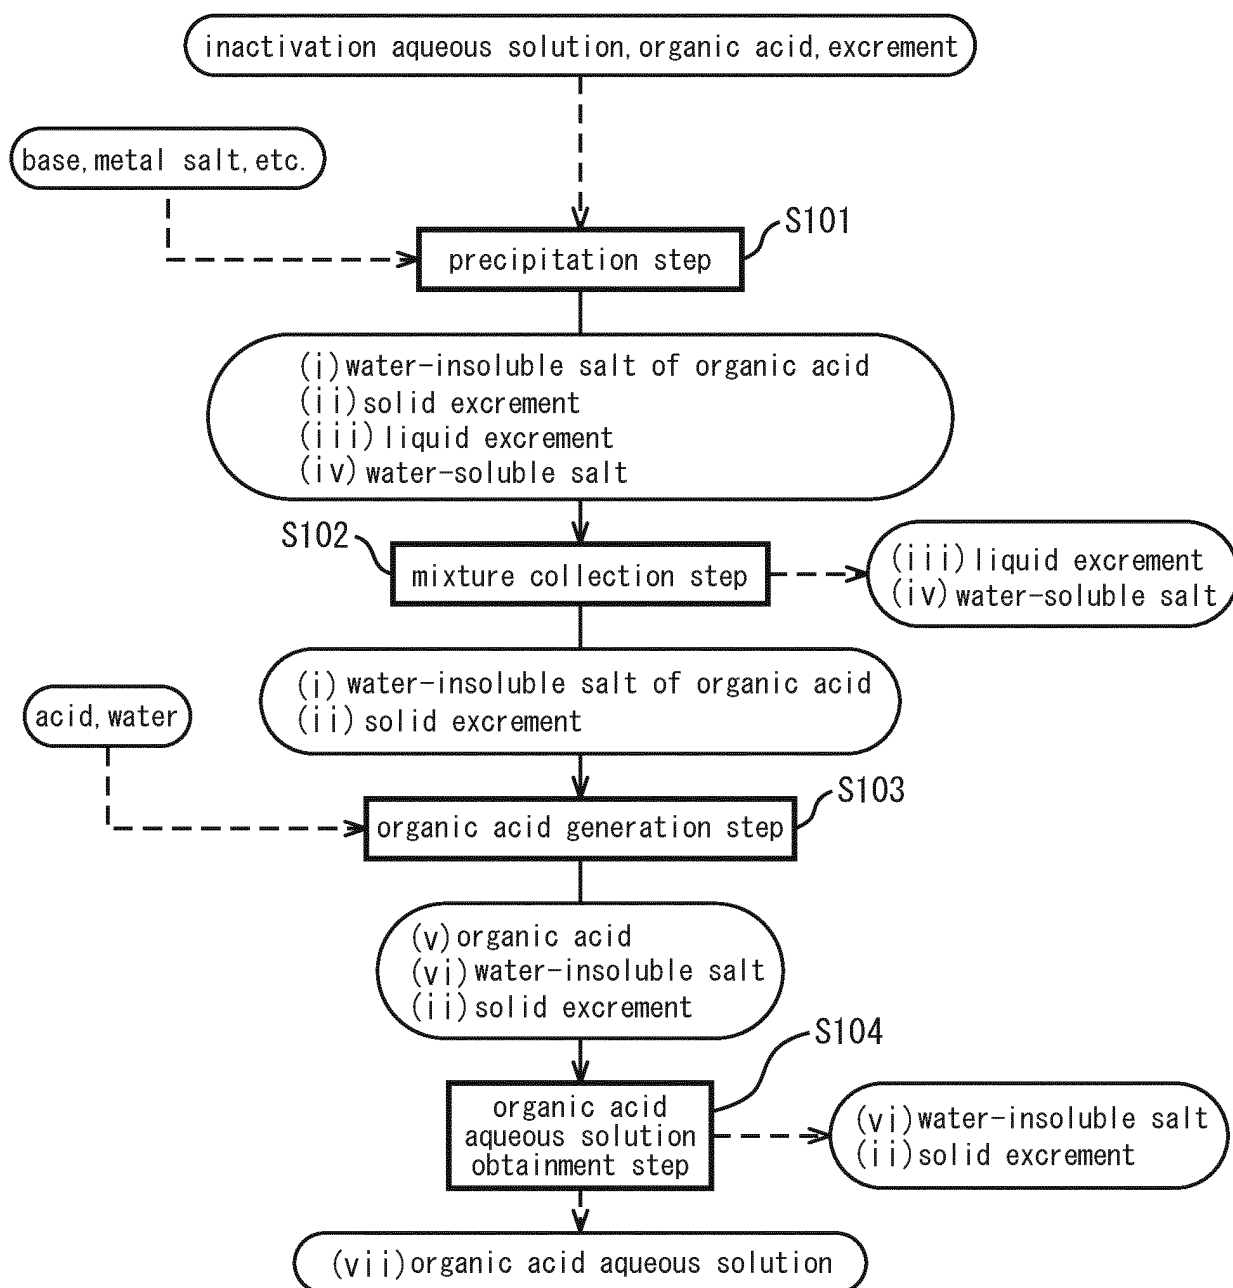 inactivation aqueous solution, organic acid, excrement
base, metal salt, etc.
S101
precipitation step
(i) water-insoluble salt of organic acid
(ii) solid excrement
(iii) liquid excrement
(iv) water-soluble salt
S102
mixture collection step
(iii) liquid excrement
(iv) water-soluble salt
(i) water-insoluble salt of organic acid
(ii) solid excrement
acid, water
S103
organic acid generation step
(v) organic acid
(vi) water-insoluble salt
(ii) solid excrement
S104
organic acid
aqueous solution
obtainment step
(vi) water-insoluble salt
(ii) solid excrement
(vii) organic acid aqueous solution